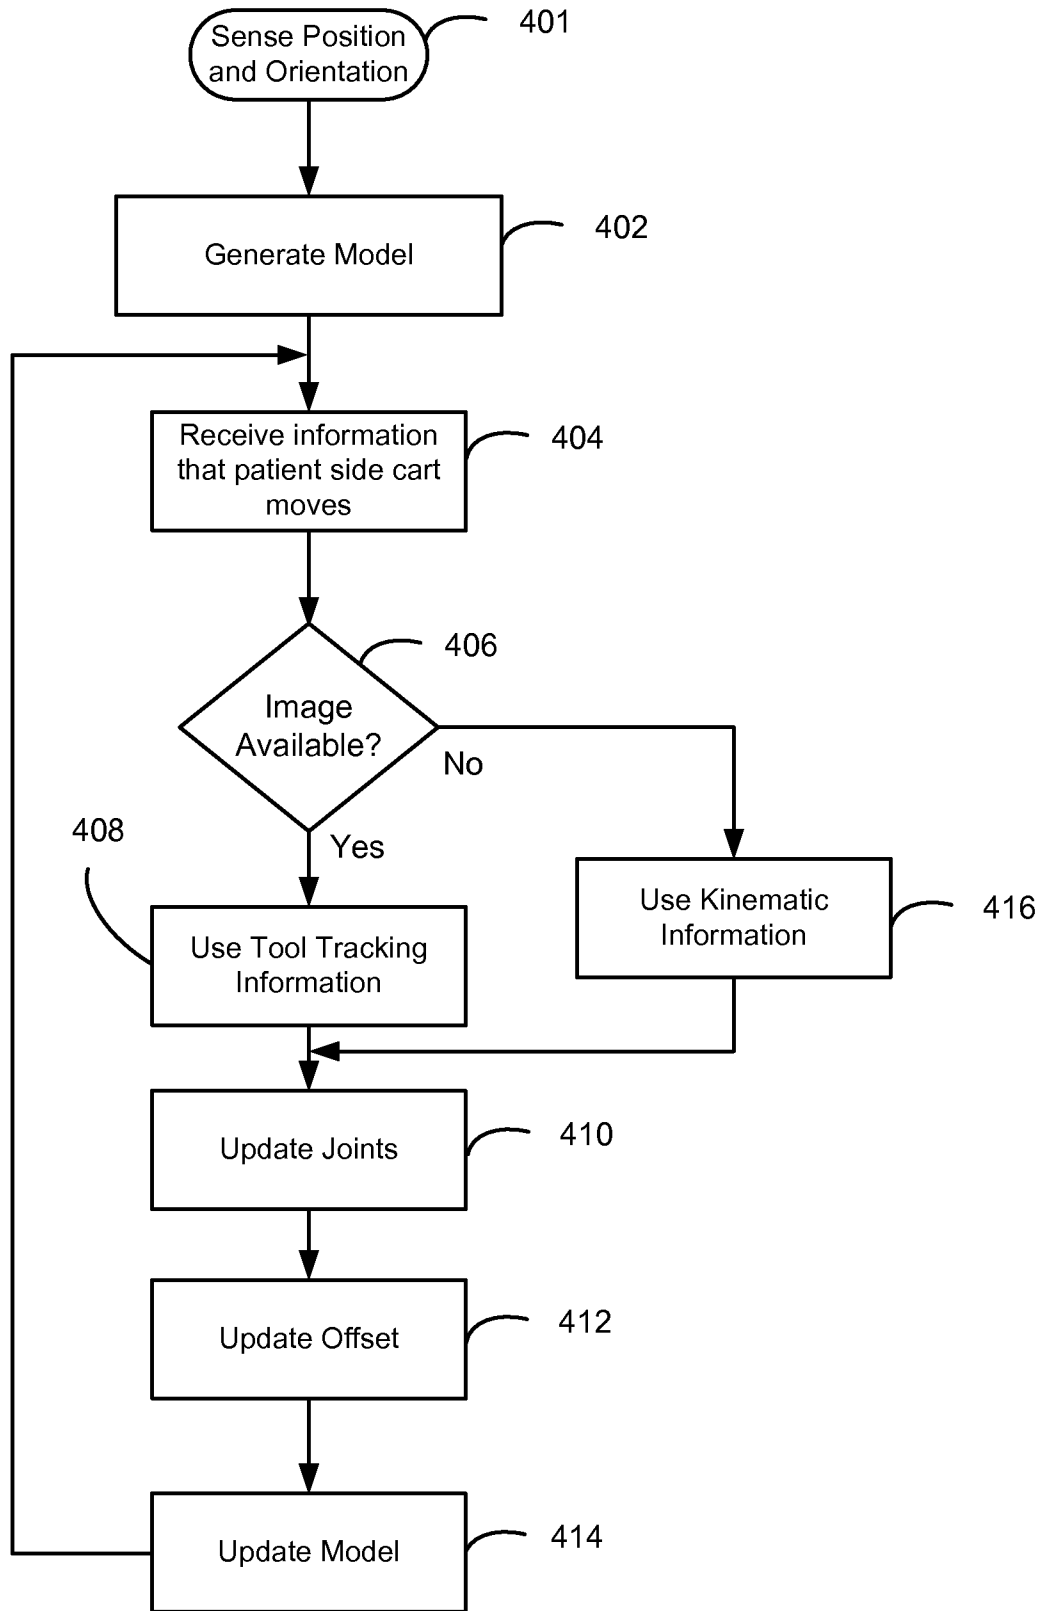 Sense Position
and Orientation
401
Generate Model
402
Receive information
that patient side cart
moves
404
Image
Available?
406
No
Yes
408
Use Tool Tracking
Information
Use Kinematic
Information
416
Update Joints
410
Update Offset
412
Update Model
414